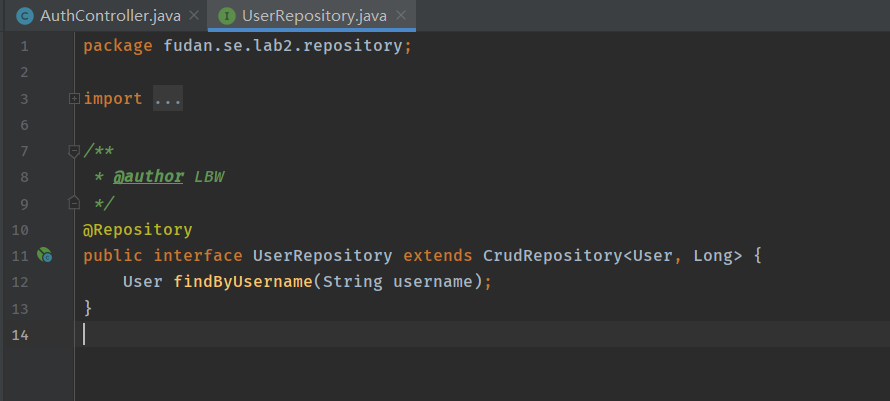 AuthController.java UserRepository.java
1 package fudan.se.lab2.repository;
2
3 import ...
6
7 /**
8  * @author LBW
9  */
10 @Repository
11 public interface UserRepository extends CrudRepository<User, Long> {
12     User findByUsername(String username);
13 }
14